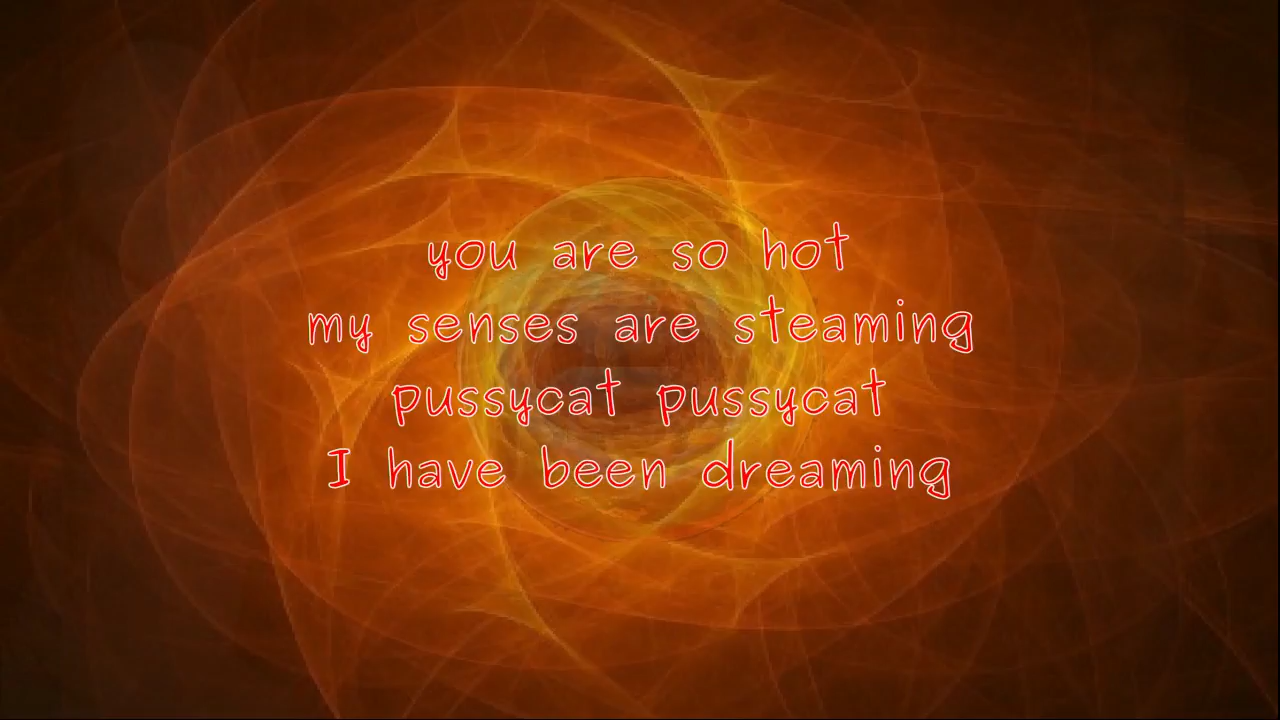 you are so hot
my senses are steaming
pussycat pussycat
I have been dreaming